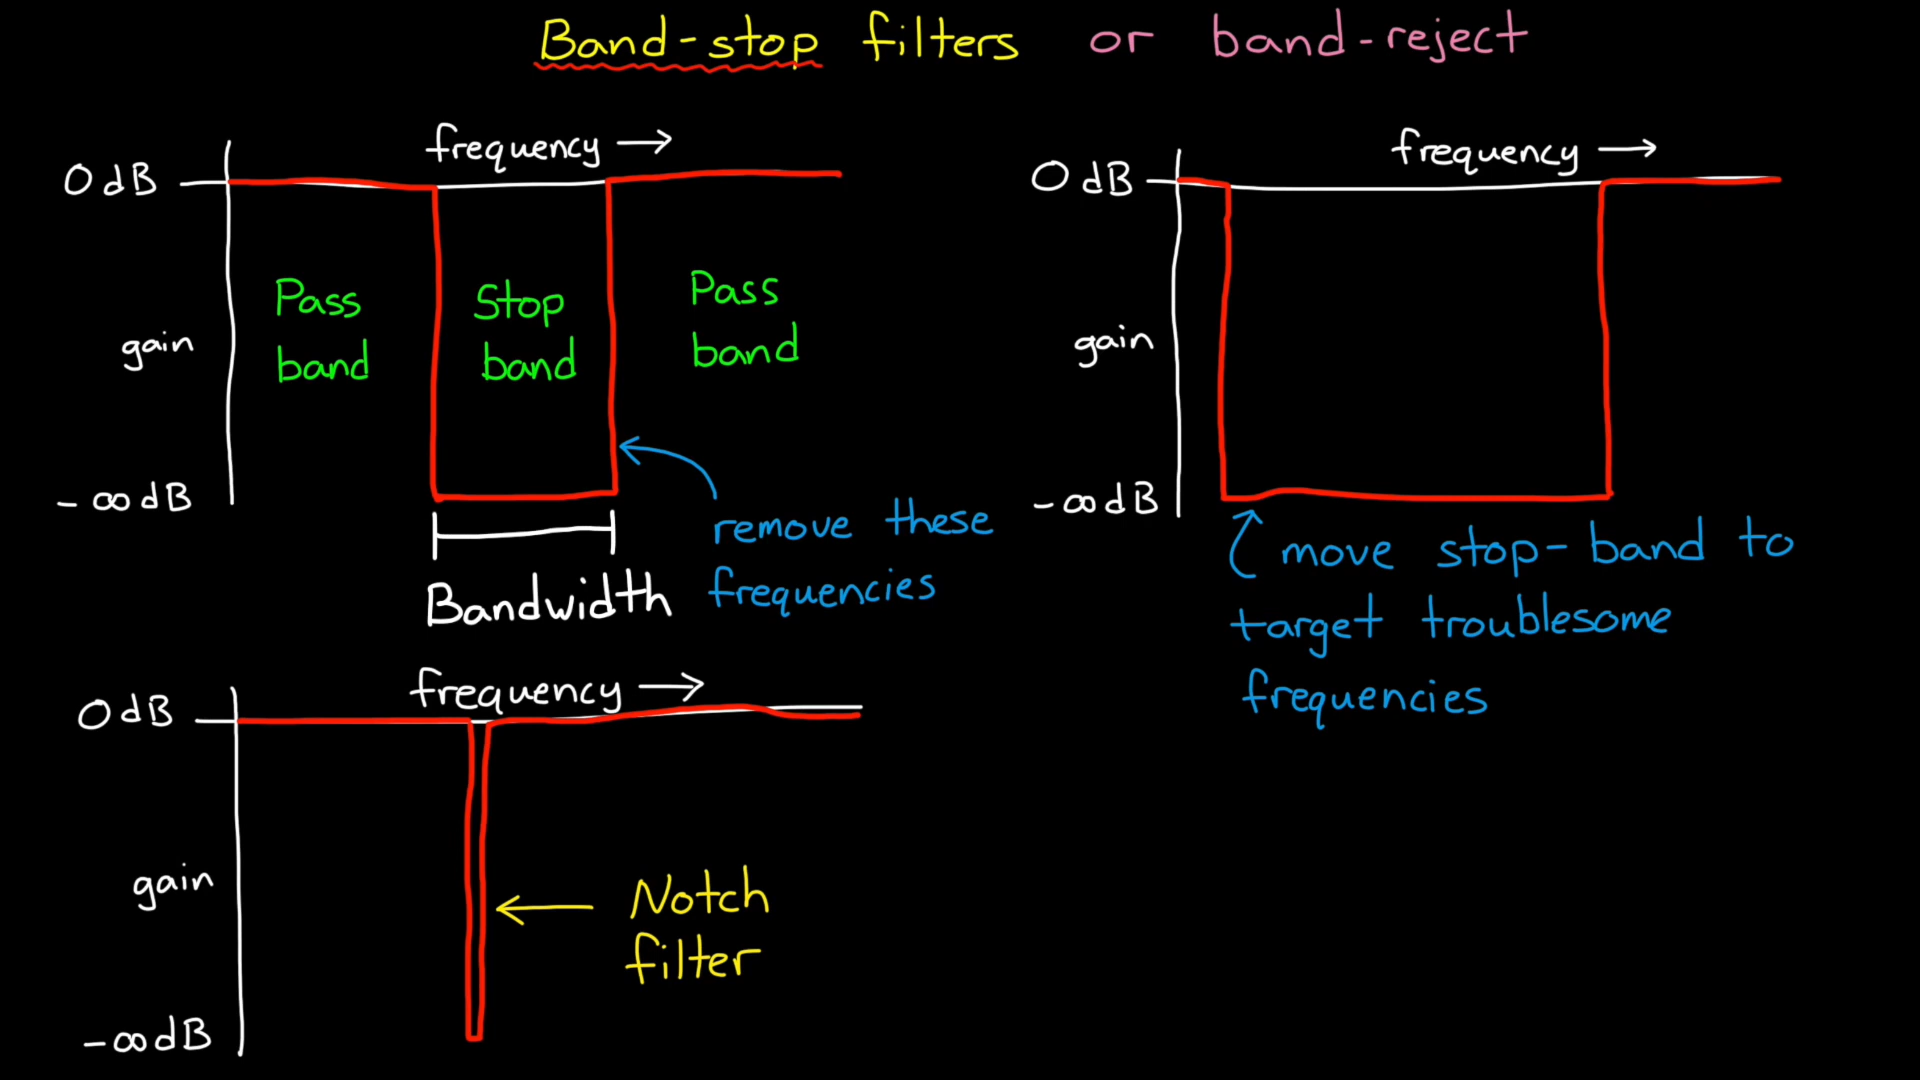 Band-stop filters or band-reject
frequency →
0 dB
Pass band
Stop band
Pass band
gain
-∞ dB
Bandwidth
remove these
frequencies
frequency →
0 dB
gain
-∞ dB
move stop-band to
target troublesome
frequencies
frequency →
0 dB
gain
Notch
filter
-∞ dB